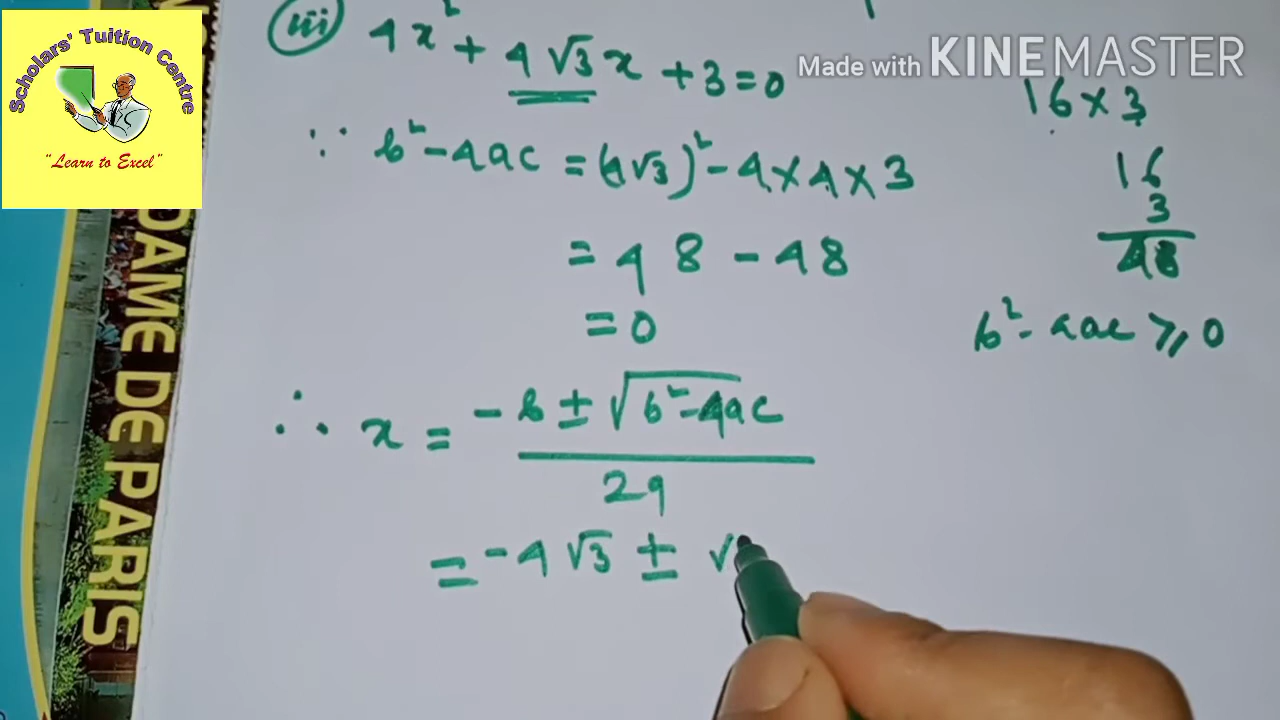 Scholars' Tuition Centre
"Learn to Excel"
Made with KINEMASTER
DAME DE PARIS
(iii) 4x² + 4√3x + 3 = 0
∵ b² - 4ac = (4√3)² - 4 × 4 × 3
= 48 - 48
= 0
∴ x = -b ± √b² - 4ac
2a
= -4√3 ± √
16 × 3
16
3
48
b² - 4ac ⩾ 0